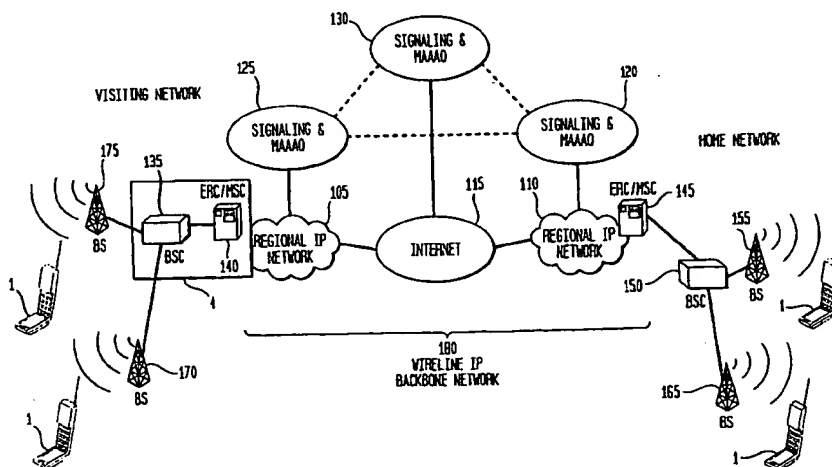 130
SIGNALING &
MAAAO
VISITING NETWORK
125
SIGNALING &
MAAAO
120
SIGNALING &
MAAAO
HOME NETWORK
175
135
ERC/MSC
105
115
110
ERC/MSC
145
155
BS
BSC
140
REGIONAL IP
NETWORK
INTERNET
REGIONAL IP
NETWORK
150
BSC
BS
1
4
1
180
WIRELINE IP
BACKBONE NETWORK
170
BS
165
BS
1
1